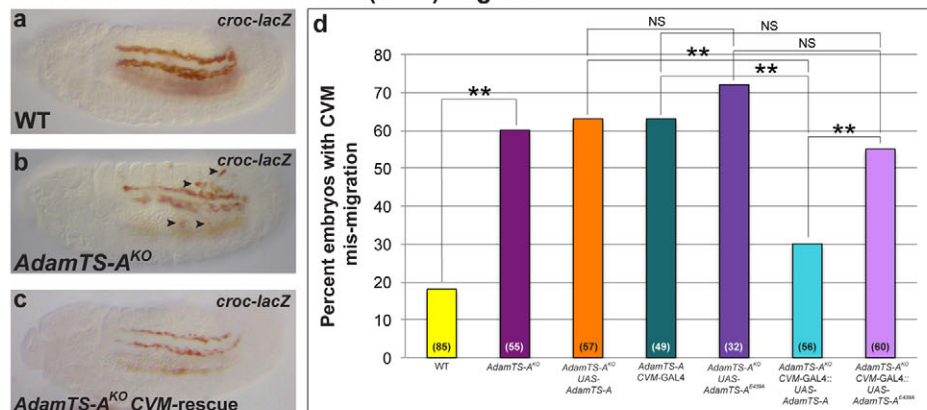 a
croc-lacZ
WT
b
croc-lacZ
AdamTS-A^KO
c
croc-lacZ
AdamTS-A^KO CVM-rescue
d
NS
NS
NS
**
**
**
**
Percent embryos with CVM
mis-migration
80
70
60
50
40
30
20
10
0
(85)
(55)
(57)
(49)
(32)
(56)
(60)
WT
AdamTS-A^KO
AdamTS-A^KO
UAS-
AdamTS-A
AdamTS-A
CVM-GAL4
AdamTS-A^KO
UAS-
AdamTS-A^E439A
AdamTS-A^KO
CVM-GAL4::
UAS-
AdamTS-A
AdamTS-A^KO
CVM-GAL4::
UAS-
AdamTS-A^E439A